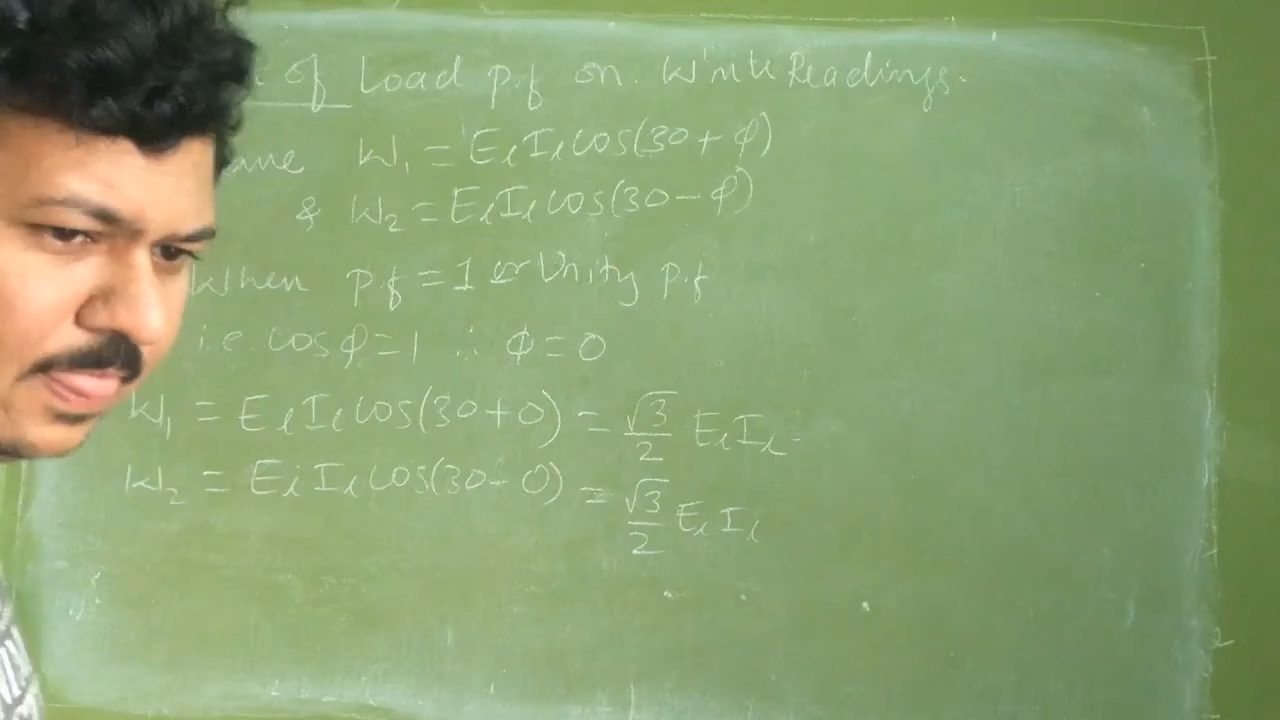 of Load p.f on. W'mtr Readings.
W₁ = EₗIₗcos(30+φ)
& W₂ = EₗIₗcos(30-φ)
When p.f = 1 or Unity p.f
i.e cosφ=1 ∴ φ=0
W₁ = EₗIₗcos(30+0) = √3/2 EₗIₗ =
W₂ = EₗIₗcos(30-0) = √3/2 EₗIₗ